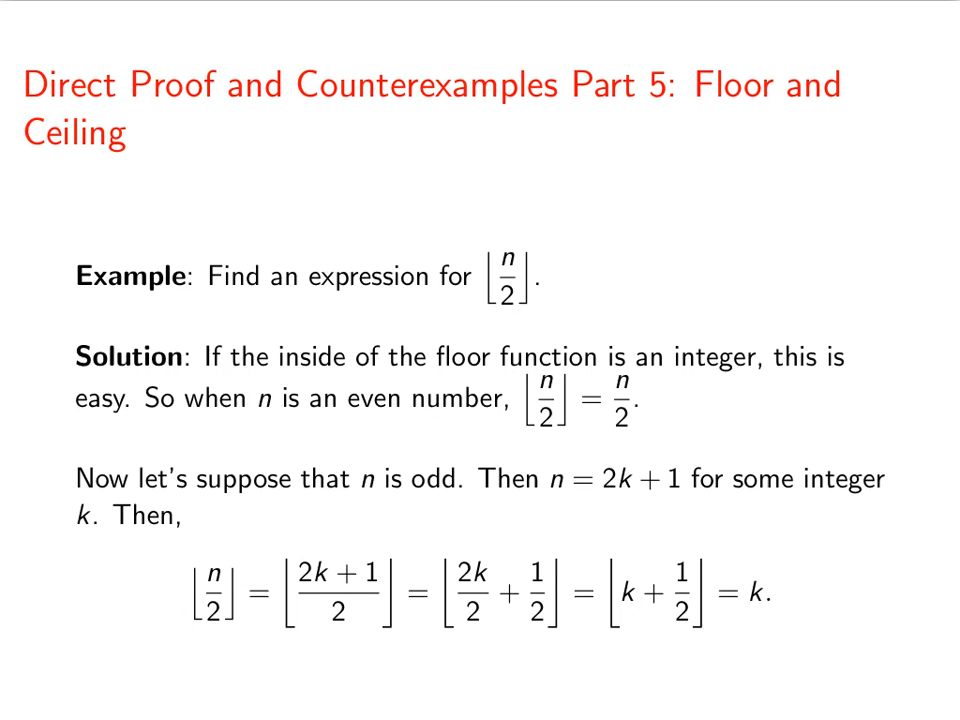 Direct Proof and Counterexamples Part 5: Floor and
Ceiling
Example: Find an expression for ⌊n/2⌋.
Solution: If the inside of the floor function is an integer, this is
easy. So when n is an even number, ⌊n/2⌋ = n/2.
Now let's suppose that n is odd. Then n = 2k + 1 for some integer
k. Then,
⌊n/2⌋ = ⌊(2k + 1)/2⌋ = ⌊2k/2 + 1/2⌋ = ⌊k + 1/2⌋ = k.